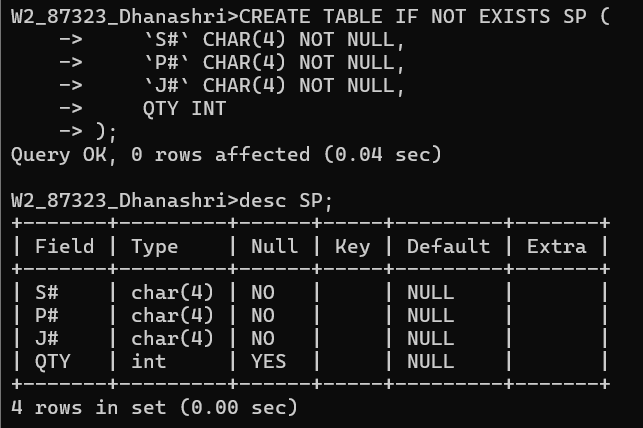 W2_87323_Dhanashri>CREATE TABLE IF NOT EXISTS SP (
    ->     `S#` CHAR(4) NOT NULL,
    ->     `P#` CHAR(4) NOT NULL,
    ->     `J#` CHAR(4) NOT NULL,
    ->     QTY INT
    -> );
Query OK, 0 rows affected (0.04 sec)

W2_87323_Dhanashri>desc SP;
+-------+---------+------+-----+---------+-------+
| Field | Type    | Null | Key | Default | Extra |
+-------+---------+------+-----+---------+-------+
| S#    | char(4) | NO   |     | NULL    |       |
| P#    | char(4) | NO   |     | NULL    |       |
| J#    | char(4) | NO   |     | NULL    |       |
| QTY   | int     | YES  |     | NULL    |       |
+-------+---------+------+-----+---------+-------+
4 rows in set (0.00 sec)